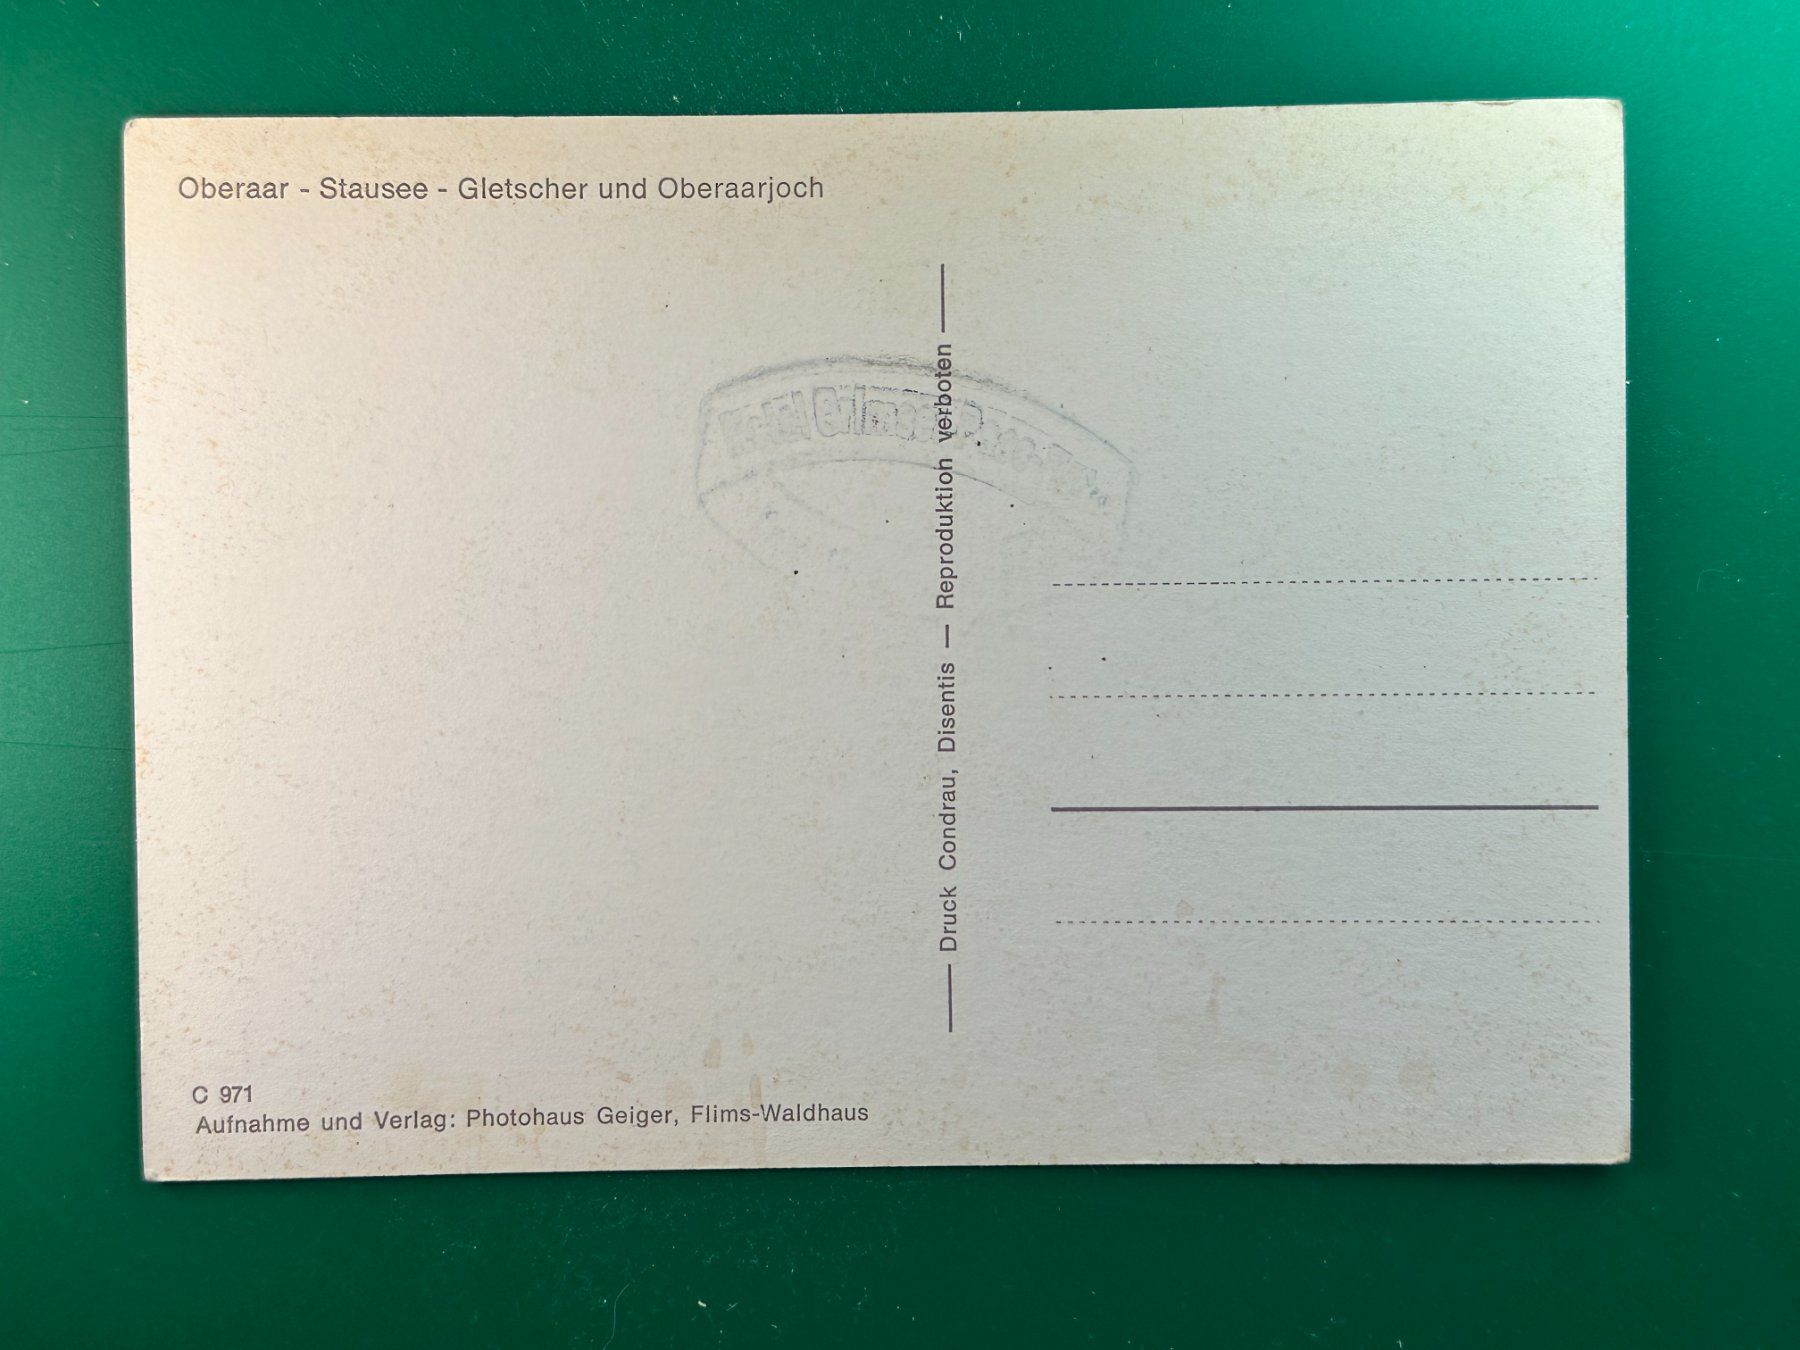 Oberaar - Stausee - Gletscher und Oberaarjoch
Druck Condrau, Disentis — Reproduktion verboten
C 971
Aufnahme und Verlag: Photohaus Geiger, Flims-Waldhaus